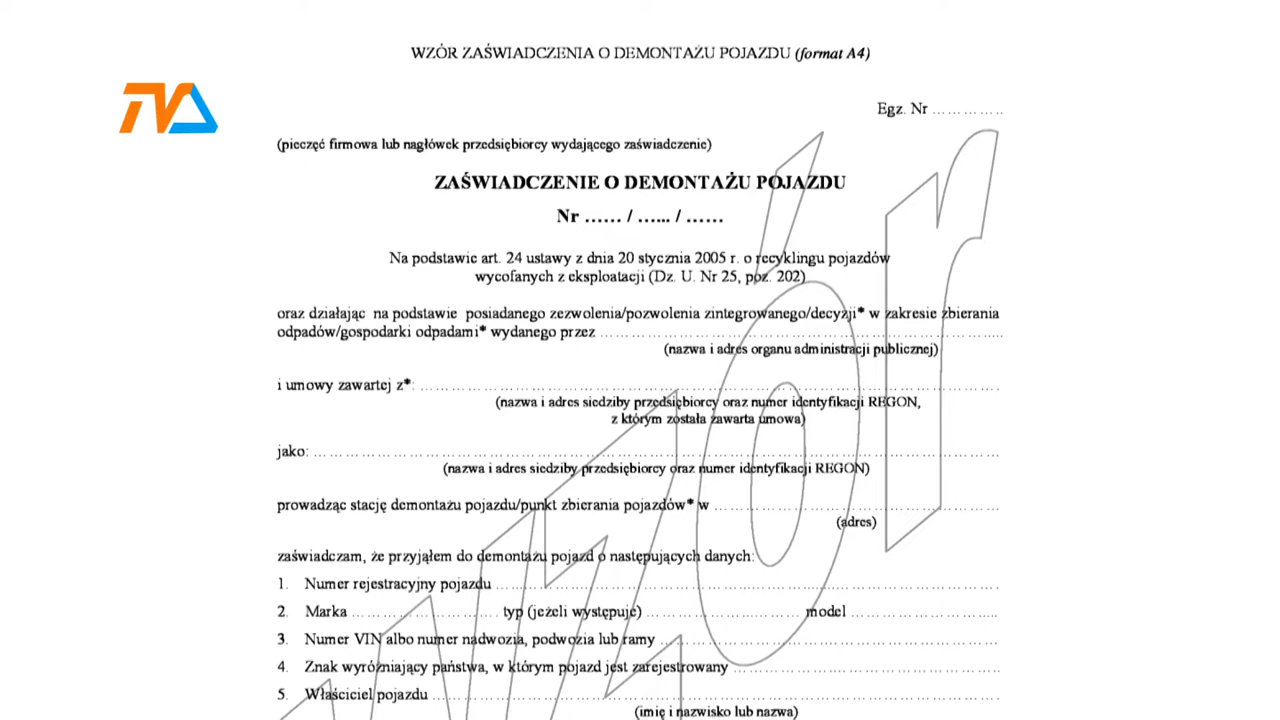 WZÓR ZAŚWIADCZENIA O DEMONTAŻU POJAZDU (format A4)
TVA
Egz. Nr ……………
(pieczęć firmowa lub nagłówek przedsiębiorcy wydającego zaświadczenie)
ZAŚWIADCZENIE O DEMONTAŻU POJAZDU
Nr …… / …... / ……
Na podstawie art. 24 ustawy z dnia 20 stycznia 2005 r. o recyklingu pojazdów
wycofanych z eksploatacji (Dz. U. Nr 25, poz. 202)
oraz działając na podstawie posiadanego zezwolenia/pozwolenia zintegrowanego/decyzji* w zakresie zbierania
odpadów/gospodarki odpadami* wydanego przez ……………………………………………
(nazwa i adres organu administracji publicznej)
i umowy zawartej z*: ……………………………………………………………………
(nazwa i adres siedziby przedsiębiorcy oraz numer identyfikacji REGON,
z którym została zawarta umowa)
jako: ……………………………………………………………………………………
(nazwa i adres siedziby przedsiębiorcy oraz numer identyfikacji REGON)
prowadząc stację demontażu pojazdu/punkt zbierania pojazdów* w ……………………………
(adres)
zaświadczam, że przyjąłem do demontażu pojazd o następujących danych:
1. Numer rejestracyjny pojazdu ……………………………………………………
2. Marka …………………… typ (jeżeli występuje) …………………… model ……………………
3. Numer VIN albo numer nadwozia, podwozia lub ramy ……………………………………
4. Znak wyróżniający państwa, w którym pojazd jest zarejestrowany ……………………………
5. Właściciel pojazdu ……………………………………………………………………
(imię i nazwisko lub nazwa)
wzór